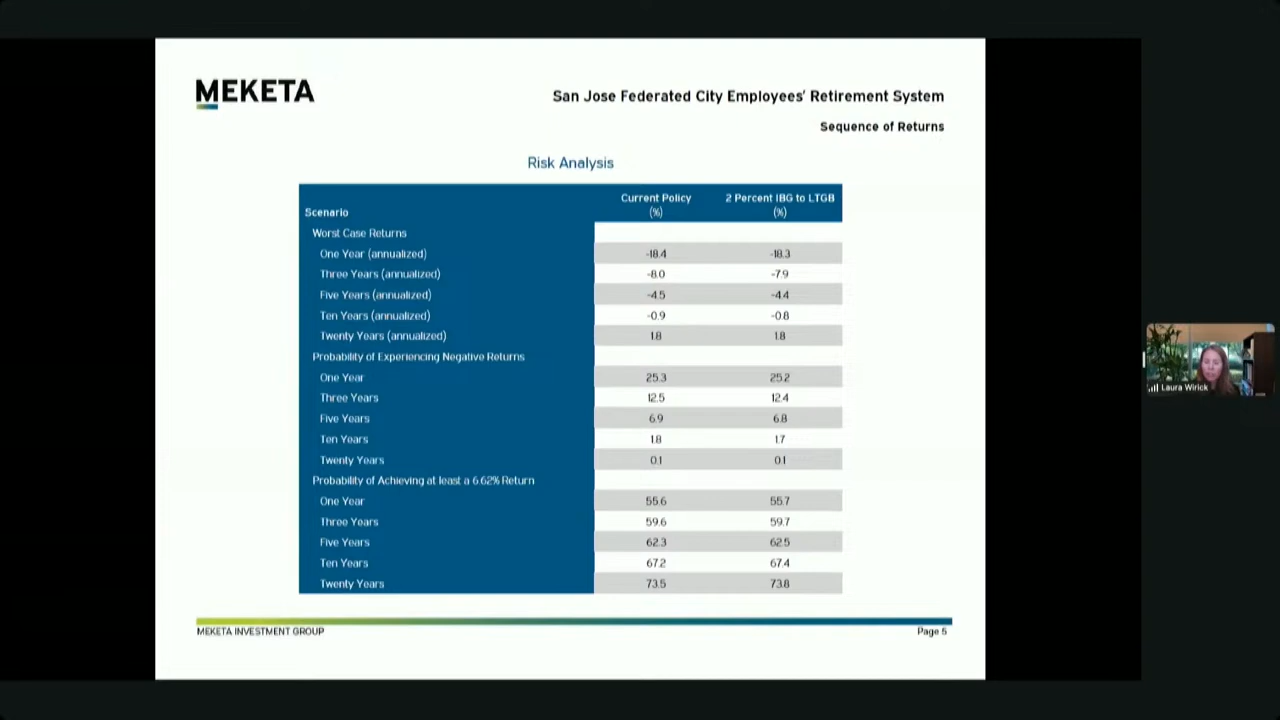 MEKETA
San Jose Federated City Employees' Retirement System
Sequence of Returns
Risk Analysis
Scenario Current Policy (%) 2 Percent IBG to LTGB (%)
Worst Case Returns
One Year (annualized) -18.4 -18.3
Three Years (annualized) -8.0 -7.9
Five Years (annualized) -4.5 -4.4
Ten Years (annualized) -0.9 -0.8
Twenty Years (annualized) 1.8 1.8
Probability of Experiencing Negative Returns
One Year 25.3 25.2
Three Years 12.5 12.4
Five Years 6.9 6.8
Ten Years 1.8 1.7
Twenty Years 0.1 0.1
Probability of Achieving at least a 6.62% Return
One Year 55.6 55.7
Three Years 59.6 59.7
Five Years 62.3 62.5
Ten Years 67.2 67.4
Twenty Years 73.5 73.8
MEKETA INVESTMENT GROUP Page 5
Laura Wirick